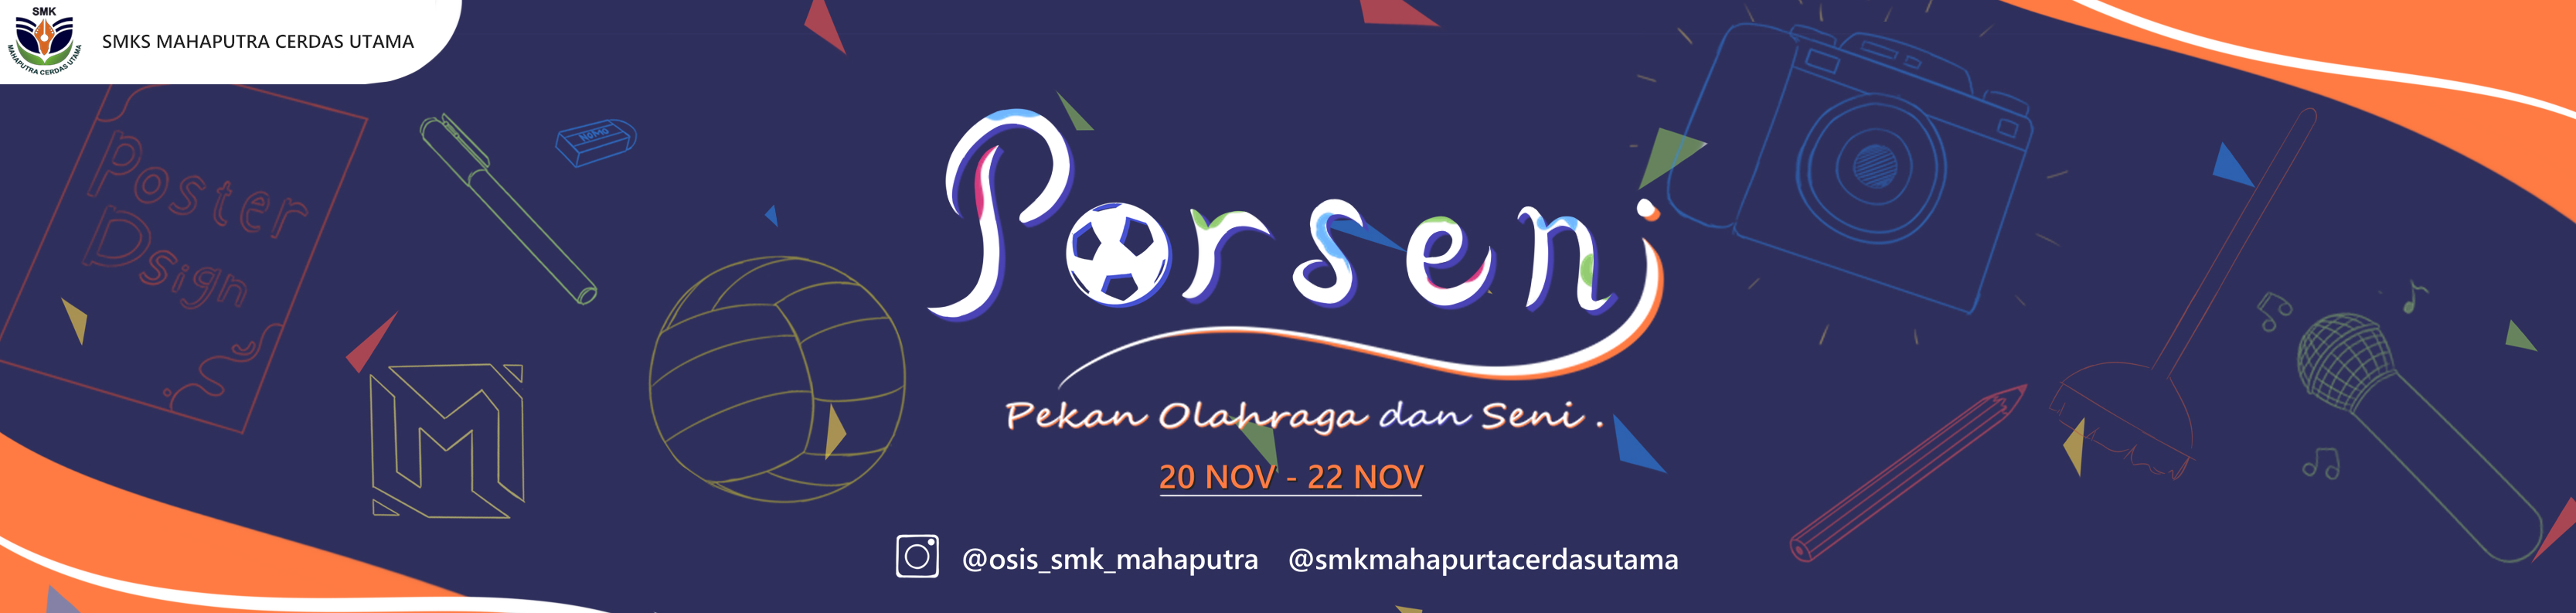 SMK
MAHAPUTRA CERDAS UTAMA
SMKS MAHAPUTRA CERDAS UTAMA
Poster
Dsign
NoMo
Porseni
Pekan Olahraga dan Seni .
20 NOV - 22 NOV
@osis_smk_mahaputra @smkmahapurtacerdasutama